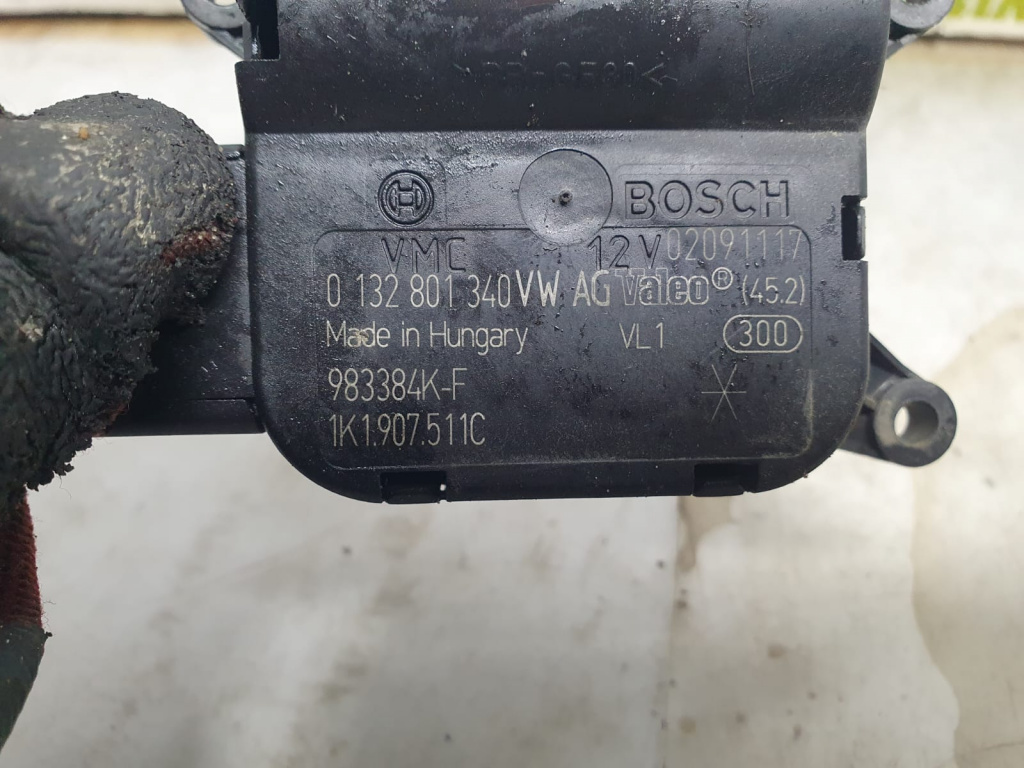 BOSCH
VMC 12V 02091117
0 132 801 340 VW AG Valeo® (45.2)
Made in Hungary VL1 300
983384K-F
1K1.907.511C